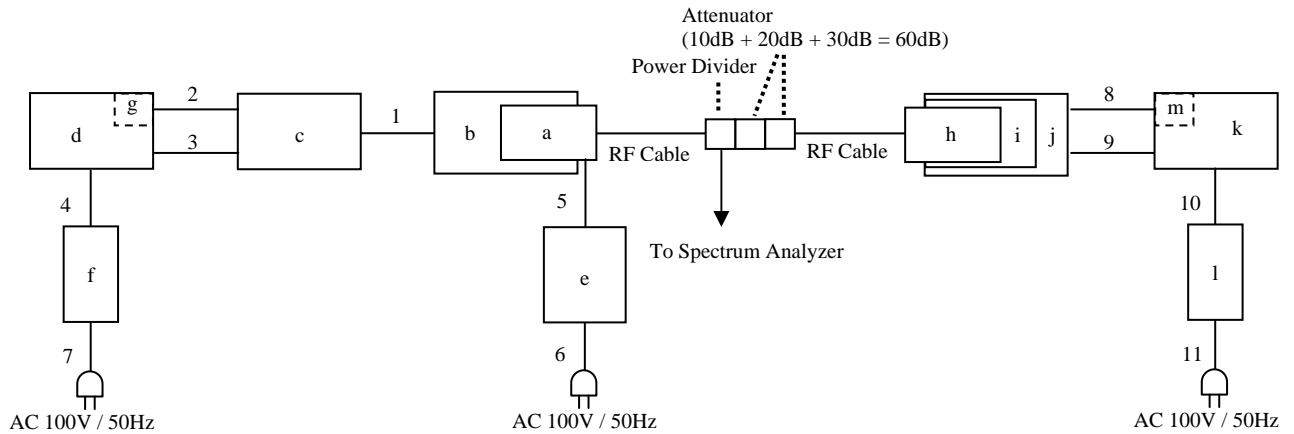 Attenuator
(10dB + 20dB + 30dB = 60dB)
Power Divider
d
g
2
3
c
1
b
a
RF Cable
RF Cable
h
i
j
8
9
m
k
4
5
10
To Spectrum Analyzer
f
e
l
7
6
11
AC 100V / 50Hz
AC 100V / 50Hz
AC 100V / 50Hz